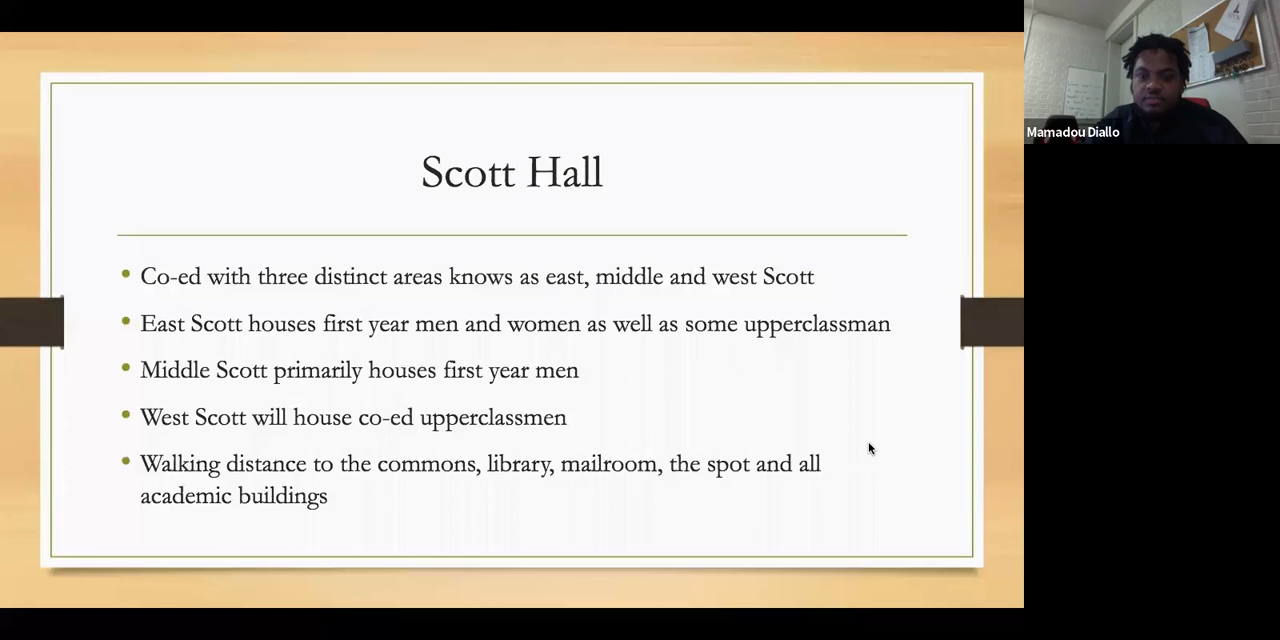 Scott Hall
Co-ed with three distinct areas knows as east, middle and west Scott
East Scott houses first year men and women as well as some upperclassman
Middle Scott primarily houses first year men
West Scott will house co-ed upperclassmen
Walking distance to the commons, library, mailroom, the spot and all
academic buildings
Mamadou Diallo